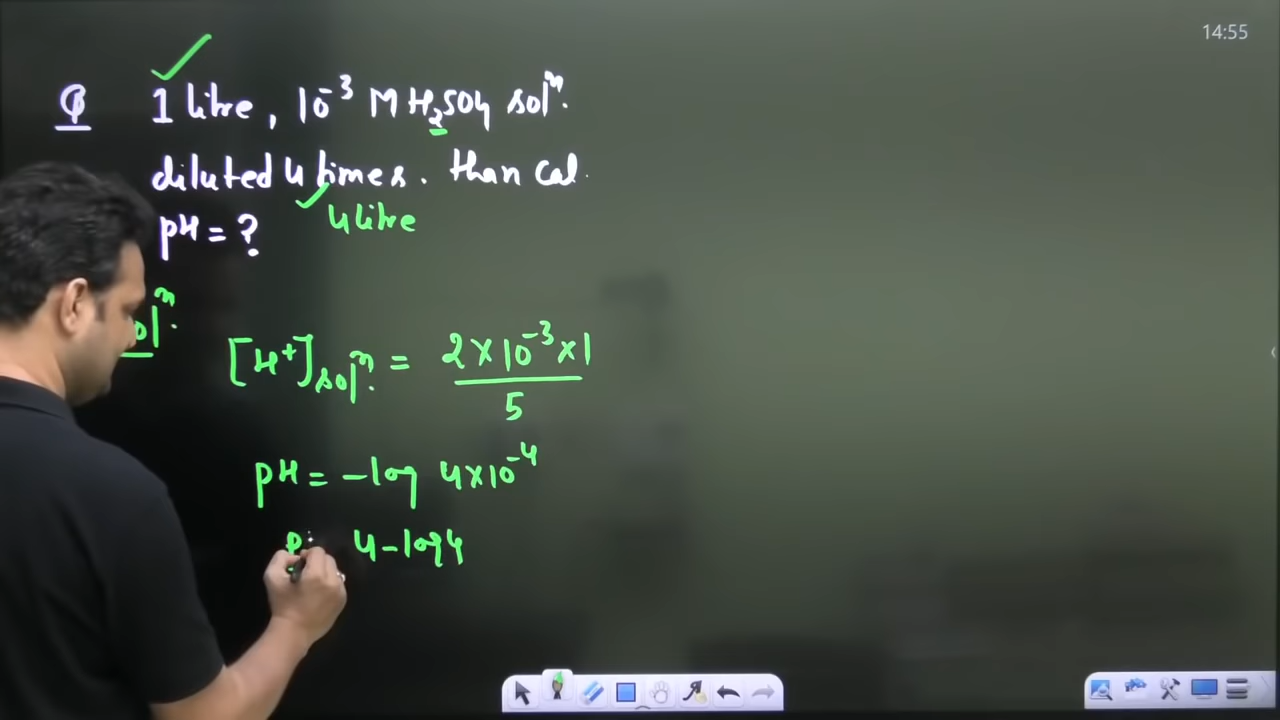 14:55
Q 1 litre, 10⁻³ M H₂SO4 solⁿ.
diluted 4 times. than cal.
pH = ? 4 litre
solⁿ.
[H⁺]solⁿ. = 2×10⁻³×1
5
pH = -log 4×10⁻⁴
4-log4